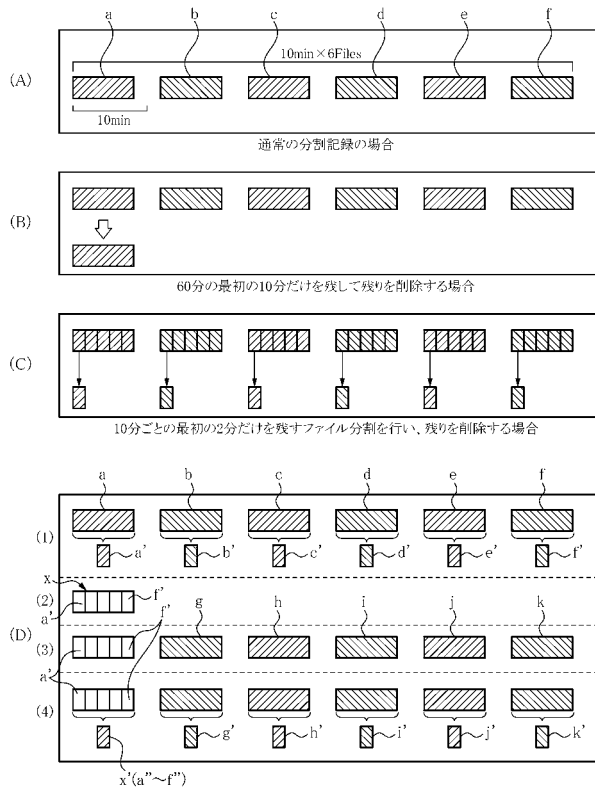 a b c d e f
10min×6Files
(A)
10min
通常の分割記録の場合
(B)
60分の最初の10分だけを残して残りを削除する場合
(C)
10分ごとの最初の2分だけを残すファイル分割を行い、残りを削除する場合
a b c d e f
(1)
a' b' c' d' e' f'
x
(2) f'
a'
(D)
f' g h i j k
(3)
a'
(4)
g' h' i' j' k'
x'(a"~f")